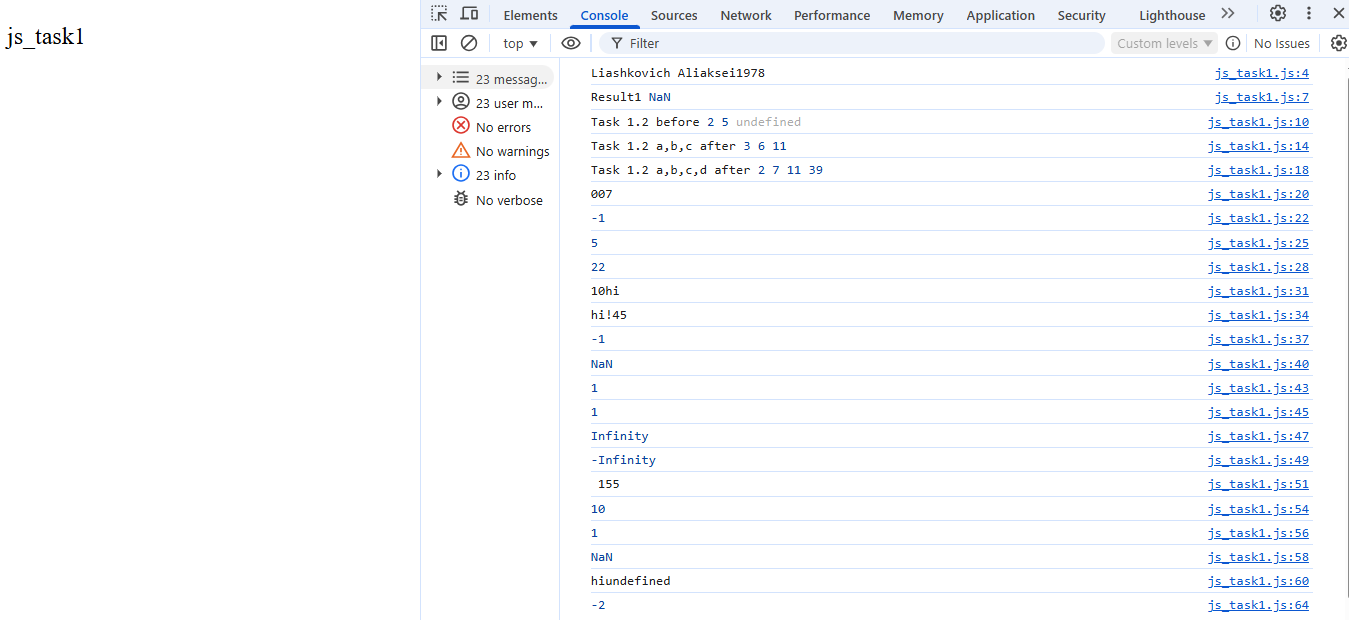 js_task1
Elements Console Sources Network Performance Memory Application Security Lighthouse
top Filter Custom levels No Issues
23 messag...
23 user m...
No errors
No warnings
23 info
No verbose
Liashkovich Aliaksei1978 js_task1.js:4
Result1 NaN js_task1.js:7
Task 1.2 before 2 5 undefined js_task1.js:10
Task 1.2 a,b,c after 3 6 11 js_task1.js:14
Task 1.2 a,b,c,d after 2 7 11 39 js_task1.js:18
007 js_task1.js:20
-1 js_task1.js:22
5 js_task1.js:25
22 js_task1.js:28
10hi js_task1.js:31
hi!45 js_task1.js:34
-1 js_task1.js:37
NaN js_task1.js:40
1 js_task1.js:43
1 js_task1.js:45
Infinity js_task1.js:47
-Infinity js_task1.js:49
155 js_task1.js:51
10 js_task1.js:54
1 js_task1.js:56
NaN js_task1.js:58
hiundefined js_task1.js:60
-2 js_task1.js:64